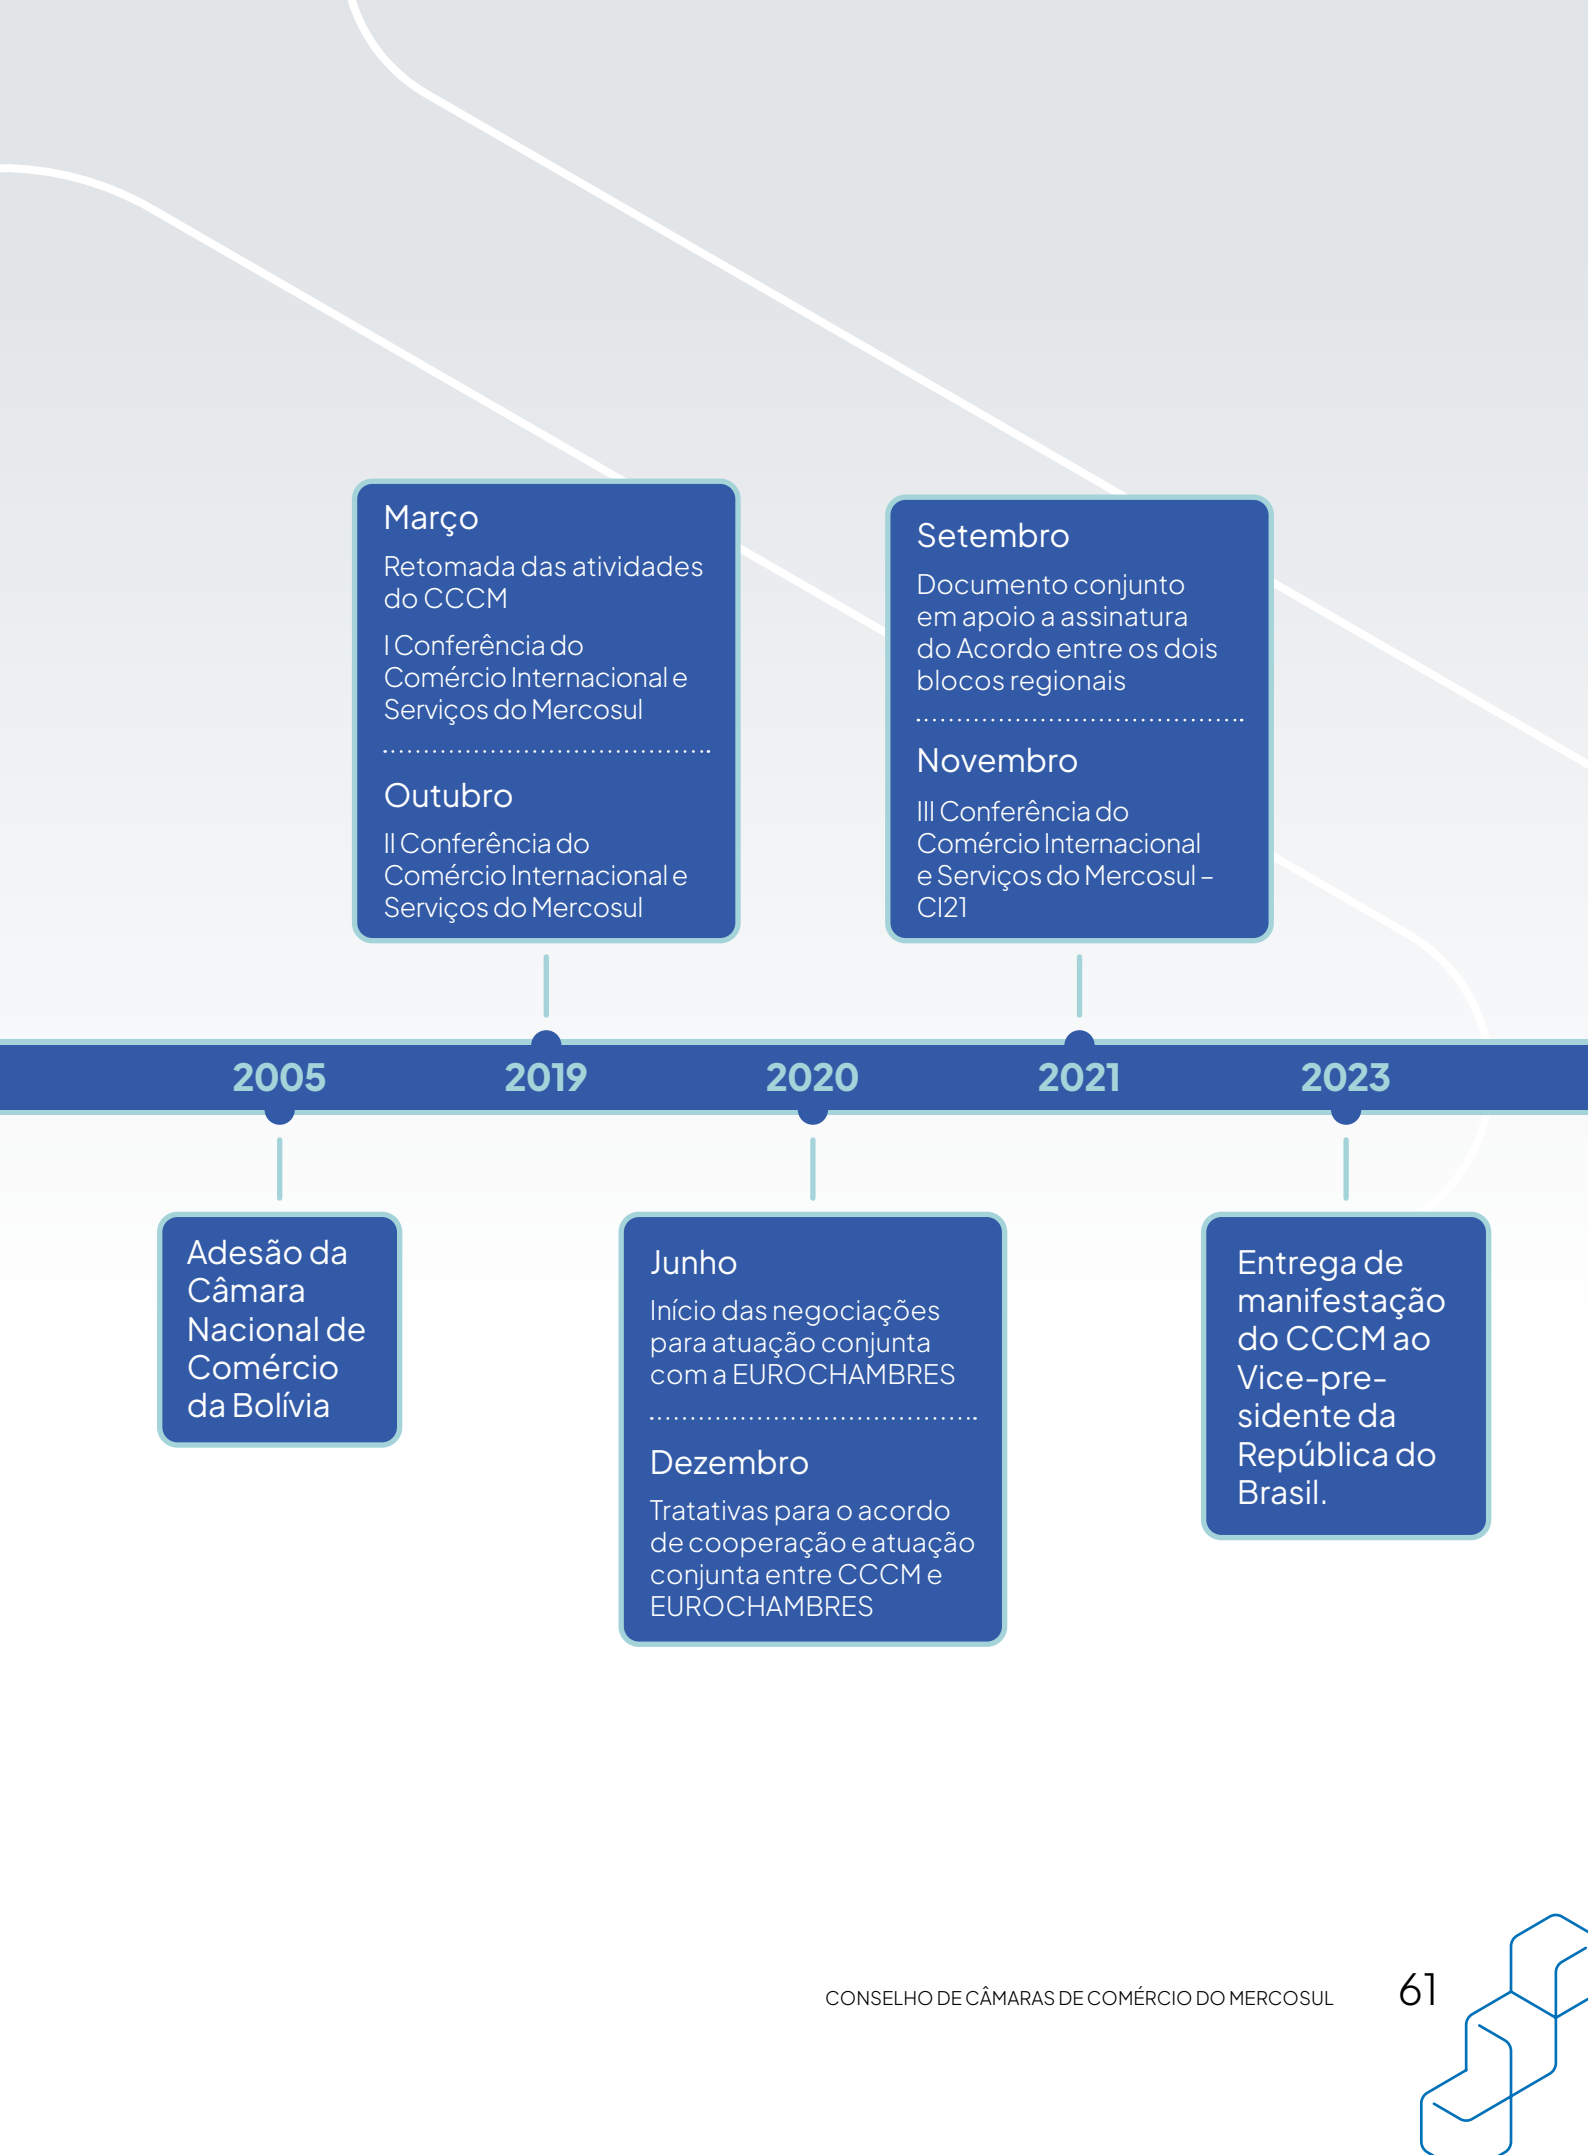 Março
Retomada das atividades
do CCCM
I Conferência do
Comércio Internacional e
Serviços do Mercosul
Outubro
II Conferência do
Comércio Internacional e
Serviços do Mercosul
Setembro
Documento conjunto
em apoio a assinatura
do Acordo entre os dois
blocos regionais
Novembro
III Conferência do
Comércio Internacional
e Serviços do Mercosul –
CI21
2005
2019
2020
2021
2023
Adesão da
Câmara
Nacional de
Comércio
da Bolívia
Junho
Início das negociações
para atuação conjunta
com a EUROCHAMBRES
Dezembro
Tratativas para o acordo
de cooperação e atuação
conjunta entre CCCM e
EUROCHAMBRES
Entrega de
manifestação
do CCCM ao
Vice-pre-
sidente da
República do
Brasil.
CONSELHO DE CÂMARAS DE COMÉRCIO DO MERCOSUL
61